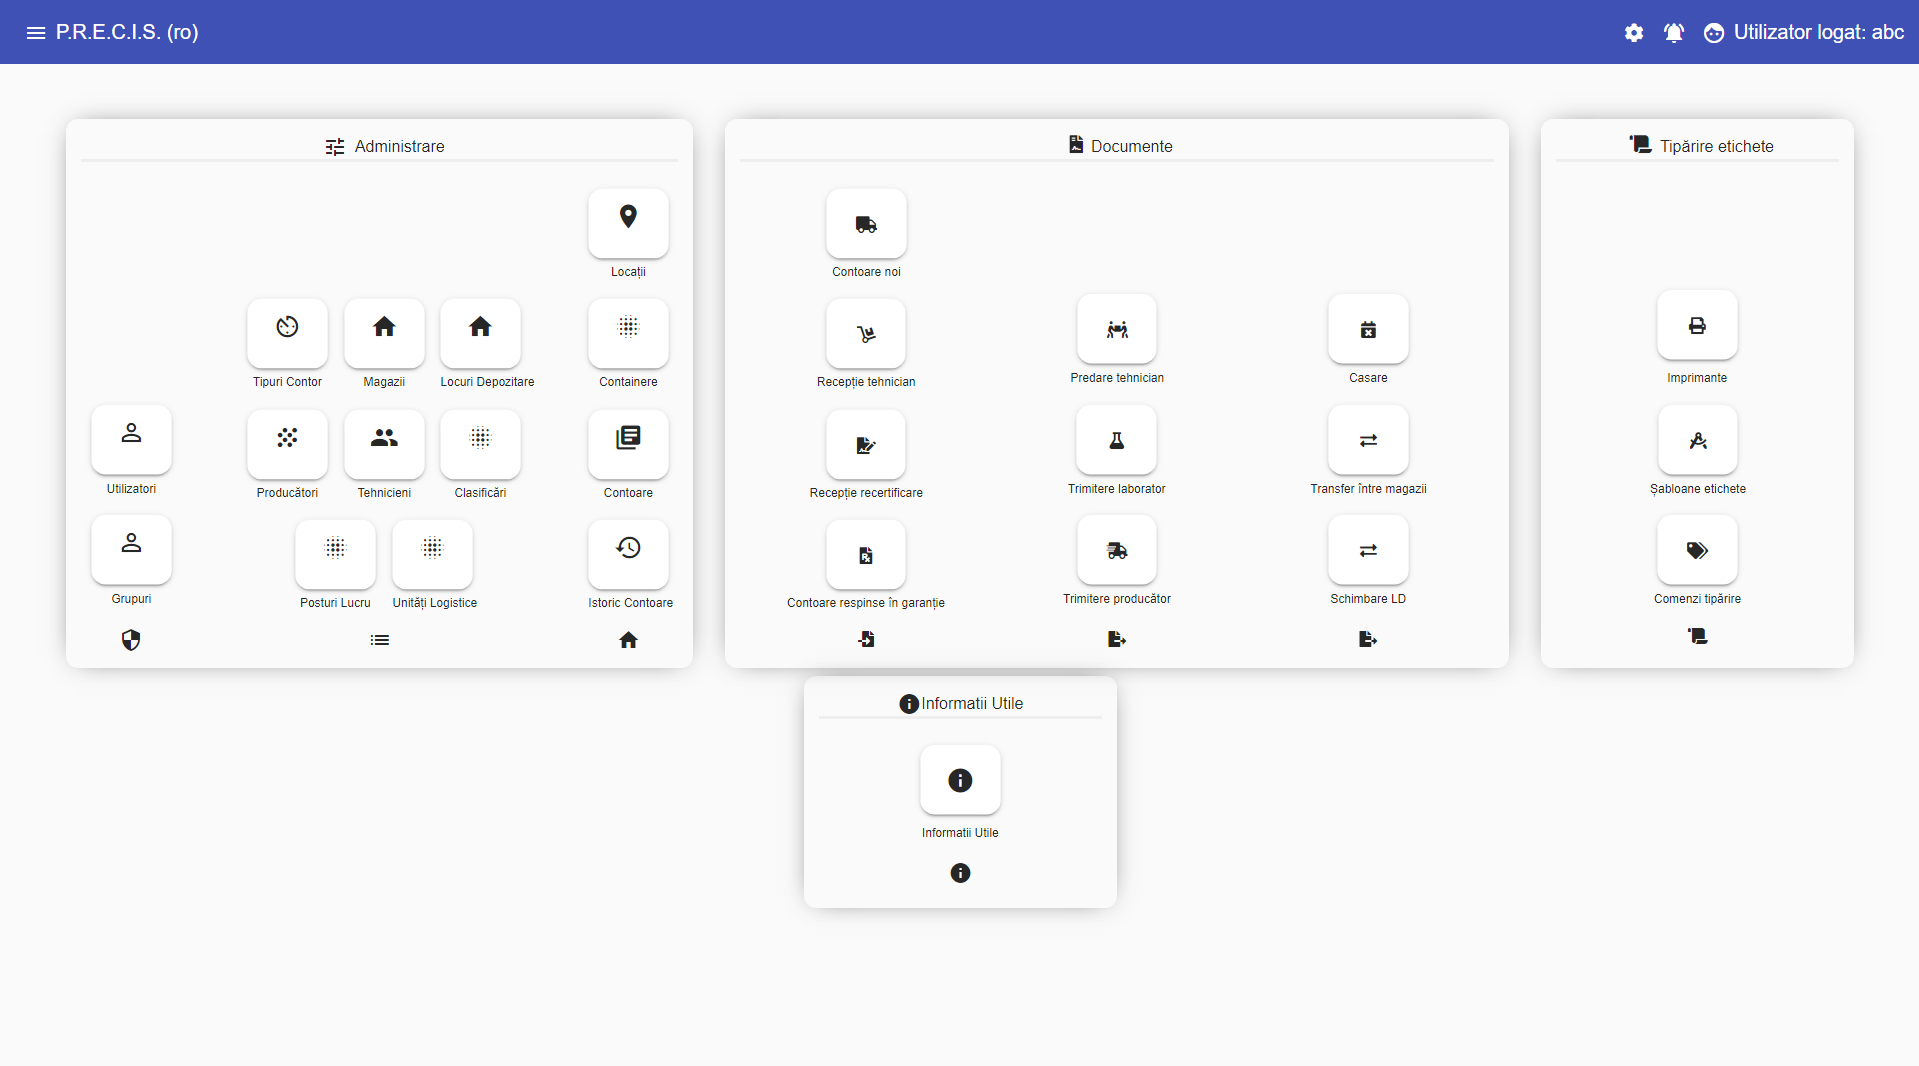 P.R.E.C.I.S. (ro)
Utilizator logat: abc
Administrare
Locații
Tipuri Contor
Magazii
Locuri Depozitare
Containere
Utilizatori
Producători
Tehnicieni
Clasificări
Contoare
Grupuri
Posturi Lucru
Unități Logistice
Istoric Contoare
Documente
Contoare noi
Recepție tehnician
Predare tehnician
Casare
Recepție recertificare
Trimitere laborator
Transfer între magazii
Contoare respinse în garanție
Trimitere producător
Schimbare LD
Tipărire etichete
Imprimante
Șabloane etichete
Comenzi tipărire
Informatii Utile
Informatii Utile